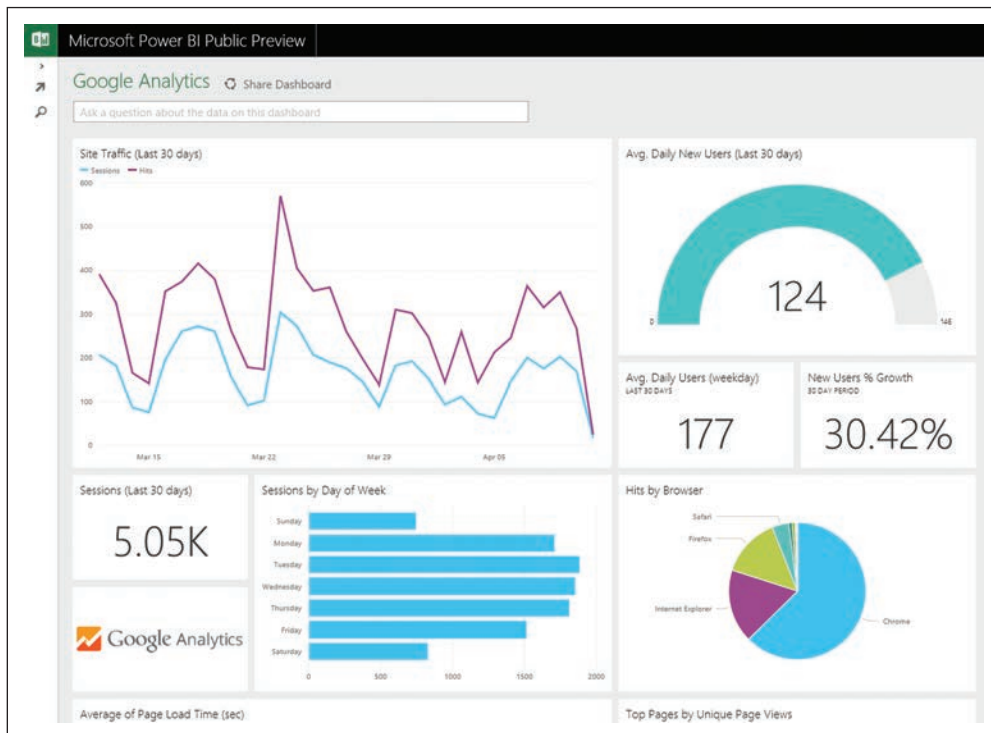 Microsoft Power BI Public Preview
Google Analytics Share Dashboard
Ask a question about the data on this dashboard
Site Traffic (Last 30 days)
Sessions Hits
600
500
400
300
200
100
0
Mar 15 Mar 22 Mar 29 Apr 05
Avg. Daily New Users (Last 30 days)
124
0 146
Avg. Daily Users (weekday)
LAST 30 DAYS
177
New Users % Growth
30 DAY PERIOD
30.42%
Sessions (Last 30 days)
5.05K
Google Analytics
Sessions by Day of Week
Sunday
Monday
Tuesday
Wednesday
Thursday
Friday
Saturday
0 500 1000 1500 2000
Hits by Browser
Safari
Firefox
Internet Explorer
Chrome
Average of Page Load Time (sec)
Top Pages by Unique Page Views